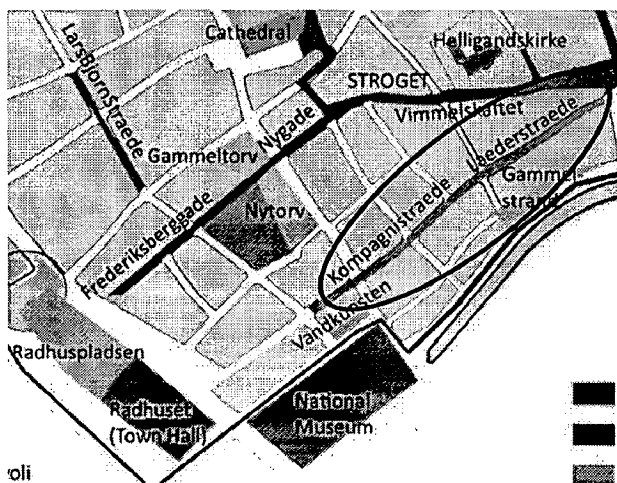 Cathedral
Helligandskirke
LarsBjornStraede
STROGET
Vimmelskaftet
Gammeltorv
Nygade
Laederstraede
Gammel
strand
Nytorv
Kompagnistraede
Frederiksberggade
Vandkunsten
Radhuspladsen
Radhuset
(Town Hall)
National
Museum
oli